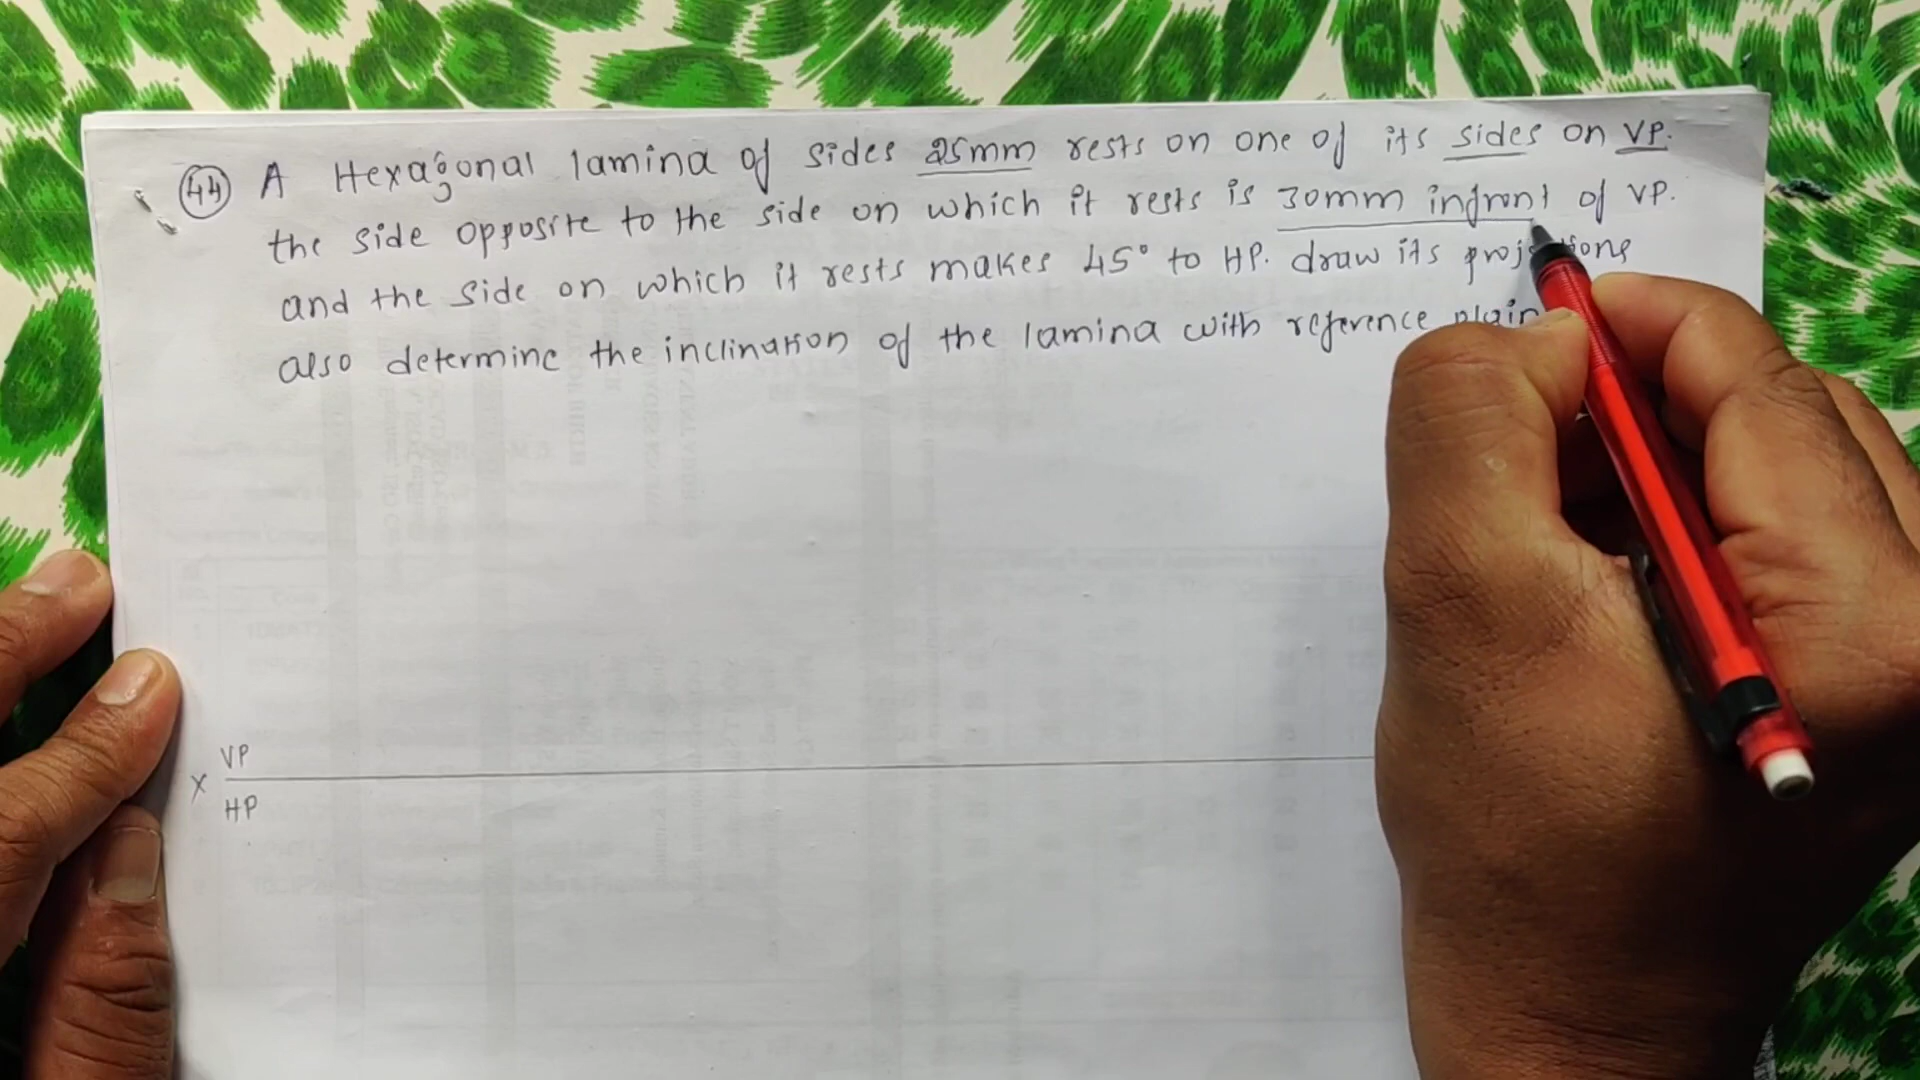 44 A Hexagonal lamina of sides 25mm rests on one of its sides on VP.
the side opposite to the side on which it rests is 30mm infront of VP.
and the side on which it rests makes 45° to HP. draw its projections
also determine the inclination of the lamina with reference plain
VP
X
HP